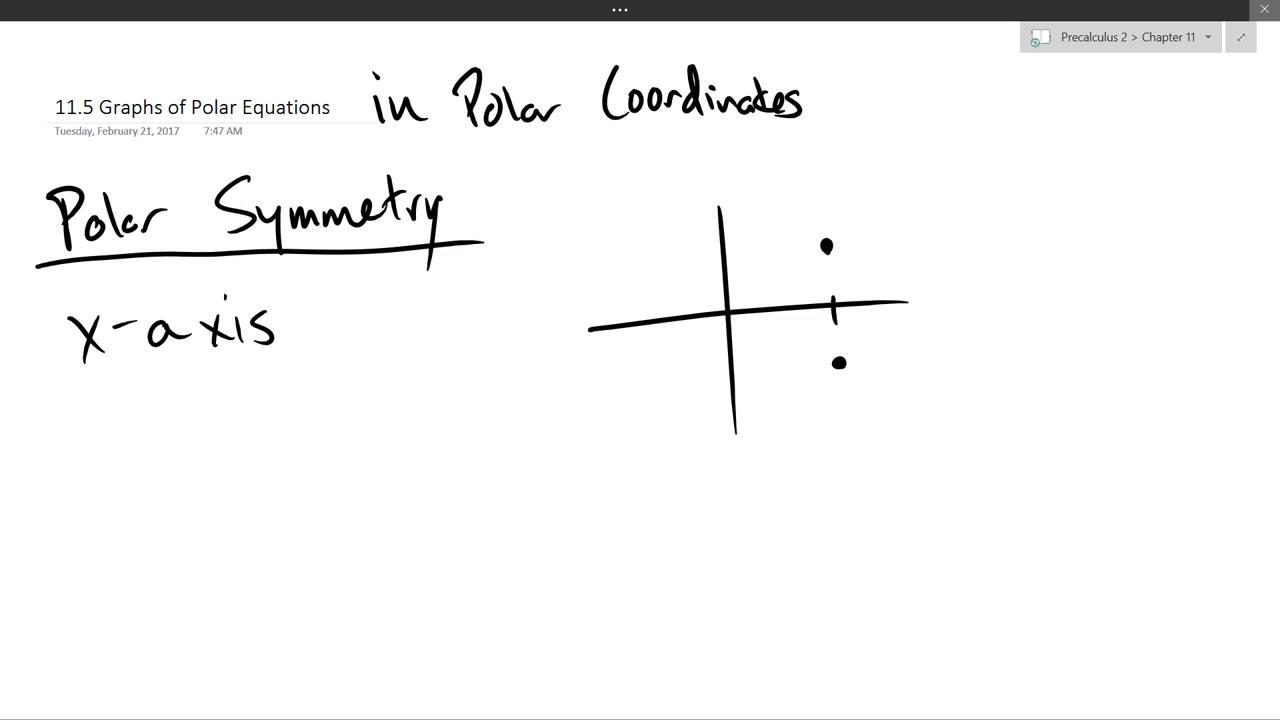 Precalculus 2 > Chapter 11
11.5 Graphs of Polar Equations in Polar Coordinates
Tuesday, February 21, 2017 7:47 AM
Polar Symmetry
x-axis